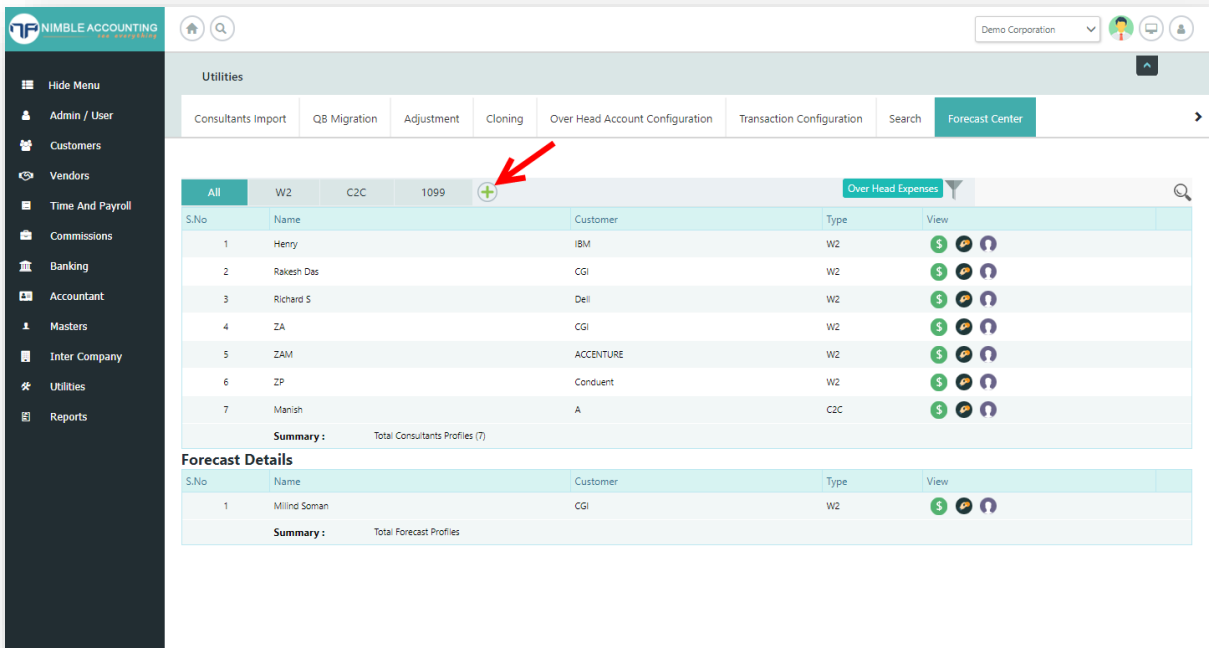 NIMBLE ACCOUNTING
see everything
Demo Corporation
Hide Menu
Admin / User
Customers
Vendors
Time And Payroll
Commissions
Banking
Accountant
Masters
Inter Company
Utilities
Reports
Utilities
Consultants Import QB Migration Adjustment Cloning Over Head Account Configuration Transaction Configuration Search Forecast Center
All W2 C2C 1099 Over Head Expenses
S.No Name Customer Type View
1 Henry IBM W2
2 Rakesh Das CGI W2
3 Richard S Dell W2
4 ZA CGI W2
5 ZAM ACCENTURE W2
6 ZP Conduent W2
7 Manish A C2C
Summary : Total Consultants Profiles (7)
Forecast Details
S.No Name Customer Type View
1 Milind Soman CGI W2
Summary : Total Forecast Profiles